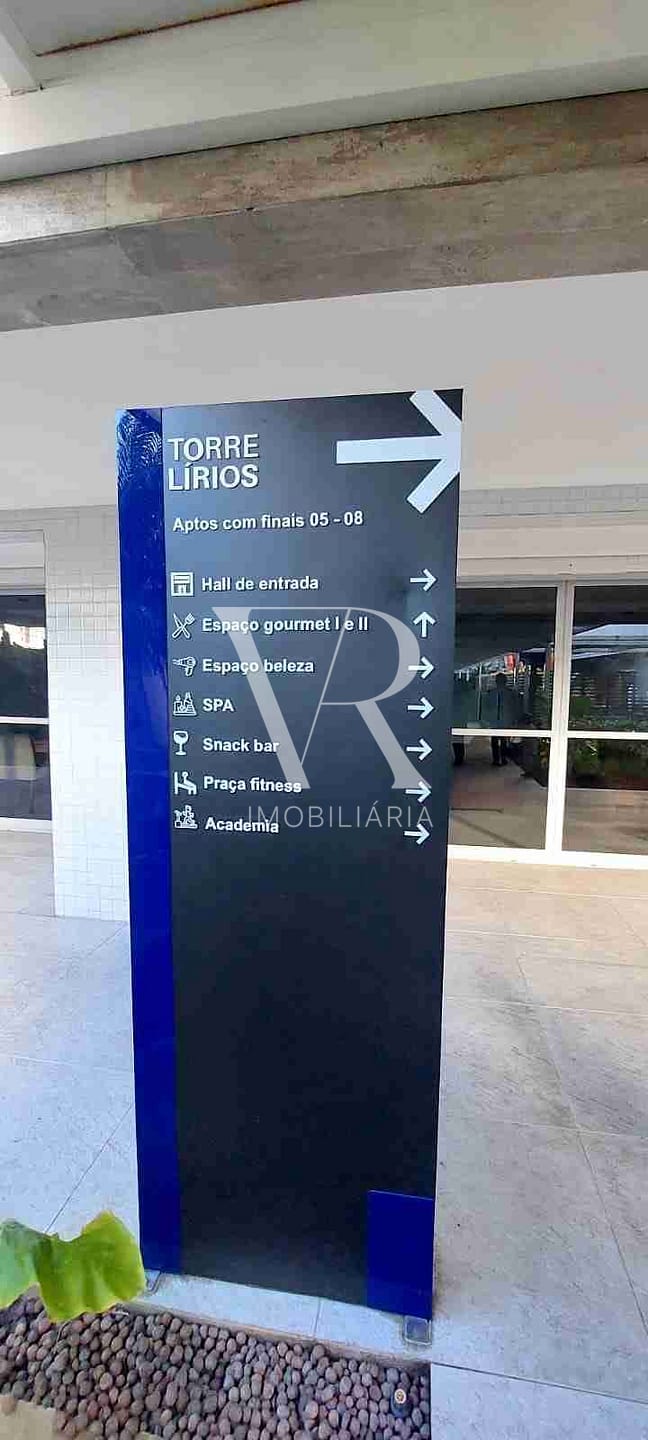 TORRE
LÍRIOS
Aptos com finais 05 - 08
Hall de entrada
Espaço gourmet I e II
Espaço beleza
SPA
Snack bar
Praça fitness
Academia
VR
IMOBILIÁRIA